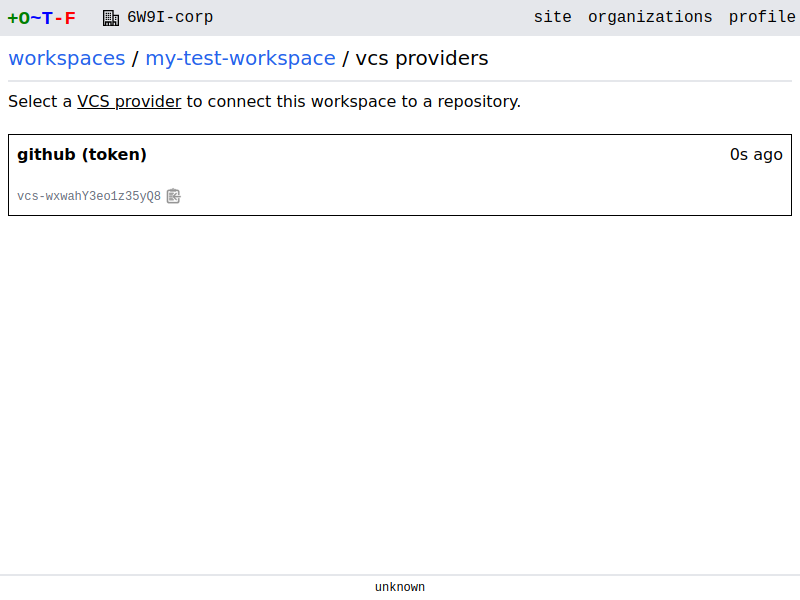 +O~T-F 6W9I-corp site organizations profile
workspaces / my-test-workspace / vcs providers
Select a VCS provider to connect this workspace to a repository.
github (token) 0s ago
vcs-wxwahY3eo1z35yQ8
unknown